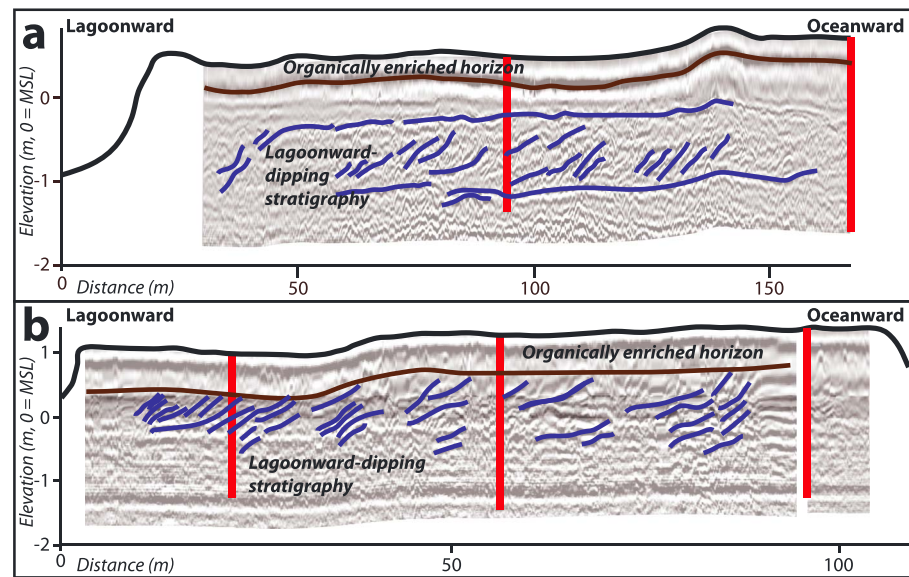 a
Lagoonward
Oceanward
Organically enriched horizon
Lagoonward-
dipping
stratigraphy
Elevation (m, 0 = MSL)
0
-1
-2
0
Distance (m)
50
100
150
b
Lagoonward
Oceanward
Organically enriched horizon
Lagoonward-dipping
stratigraphy
Elevation (m, 0 = MSL)
1
0
-1
-2
0
Distance (m)
50
100